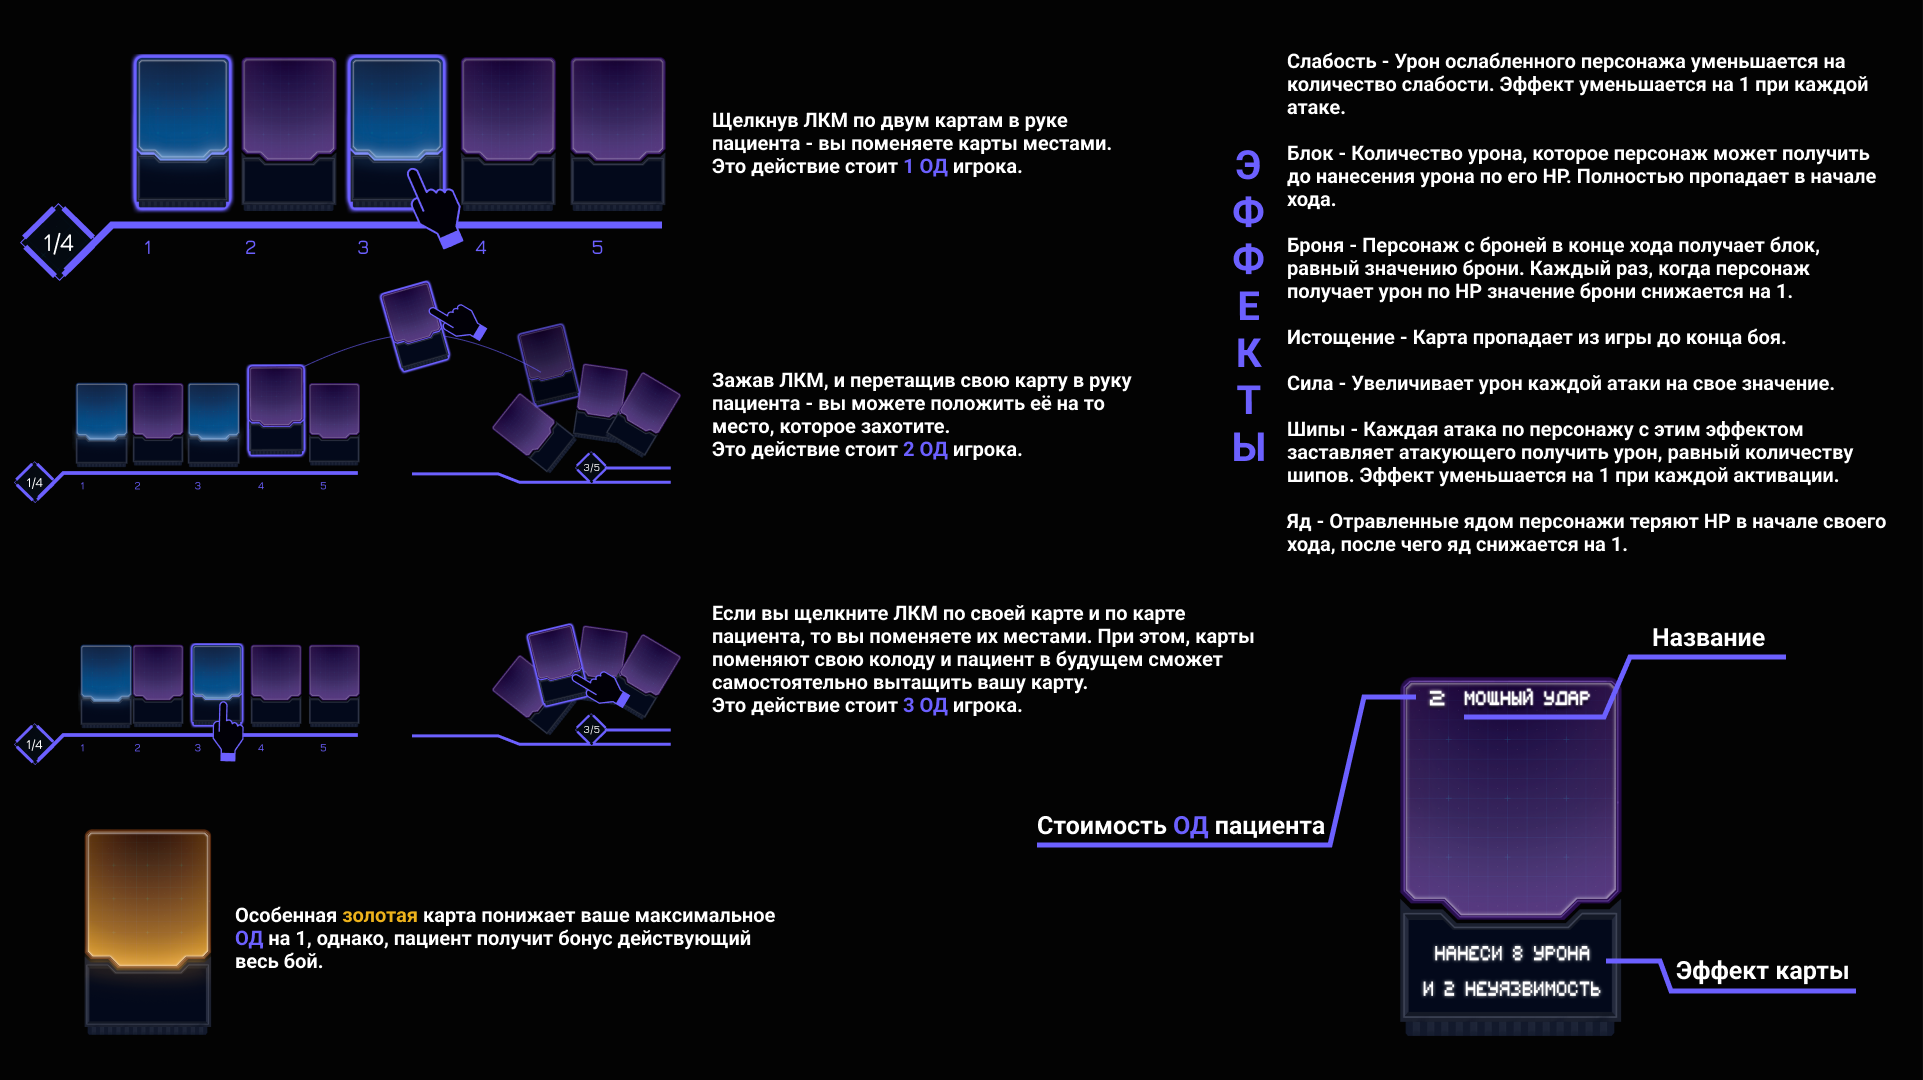 Щелкнув ЛКМ по двум картам в руке
пациента - вы поменяете карты местами.
Это действие стоит 1 ОД игрока.
1/4
1 2 3 4 5
Зажав ЛКМ, и перетащив свою карту в руку
пациента - вы можете положить её на то
место, которое захотите.
Это действие стоит 2 ОД игрока.
1/4
1 2 3 4 5
3/5
Если вы щелкните ЛКМ по своей карте и по карте
пациента, то вы поменяете их местами. При этом, карты
поменяют свою колоду и пациент в будущем сможет
самостоятельно вытащить вашу карту.
Это действие стоит 3 ОД игрока.
1/4
1 2 3 4 5
3/5
Особенная золотая карта понижает ваше максимальное
ОД на 1, однако, пациент получит бонус действующий
весь бой.
Э
Ф
Ф
Е
К
Т
Ы
Слабость - Урон ослабленного персонажа уменьшается на
количество слабости. Эффект уменьшается на 1 при каждой
атаке.
Блок - Количество урона, которое персонаж может получить
до нанесения урона по его HP. Полностью пропадает в начале
хода.
Броня - Персонаж с броней в конце хода получает блок,
равный значению брони. Каждый раз, когда персонаж
получает урон по HP значение брони снижается на 1.
Истощение - Карта пропадает из игры до конца боя.
Сила - Увеличивает урон каждой атаки на свое значение.
Шипы - Каждая атака по персонажу с этим эффектом
заставляет атакующего получить урон, равный количеству
шипов. Эффект уменьшается на 1 при каждой активации.
Яд - Отравленные ядом персонажи теряют HP в начале своего
хода, после чего яд снижается на 1.
Название
2 МОЩНЫЙ УДАР
Стоимость ОД пациента
НАНЕСИ 8 УРОНА
И 2 НЕУЯЗВИМОСТЬ
Эффект карты